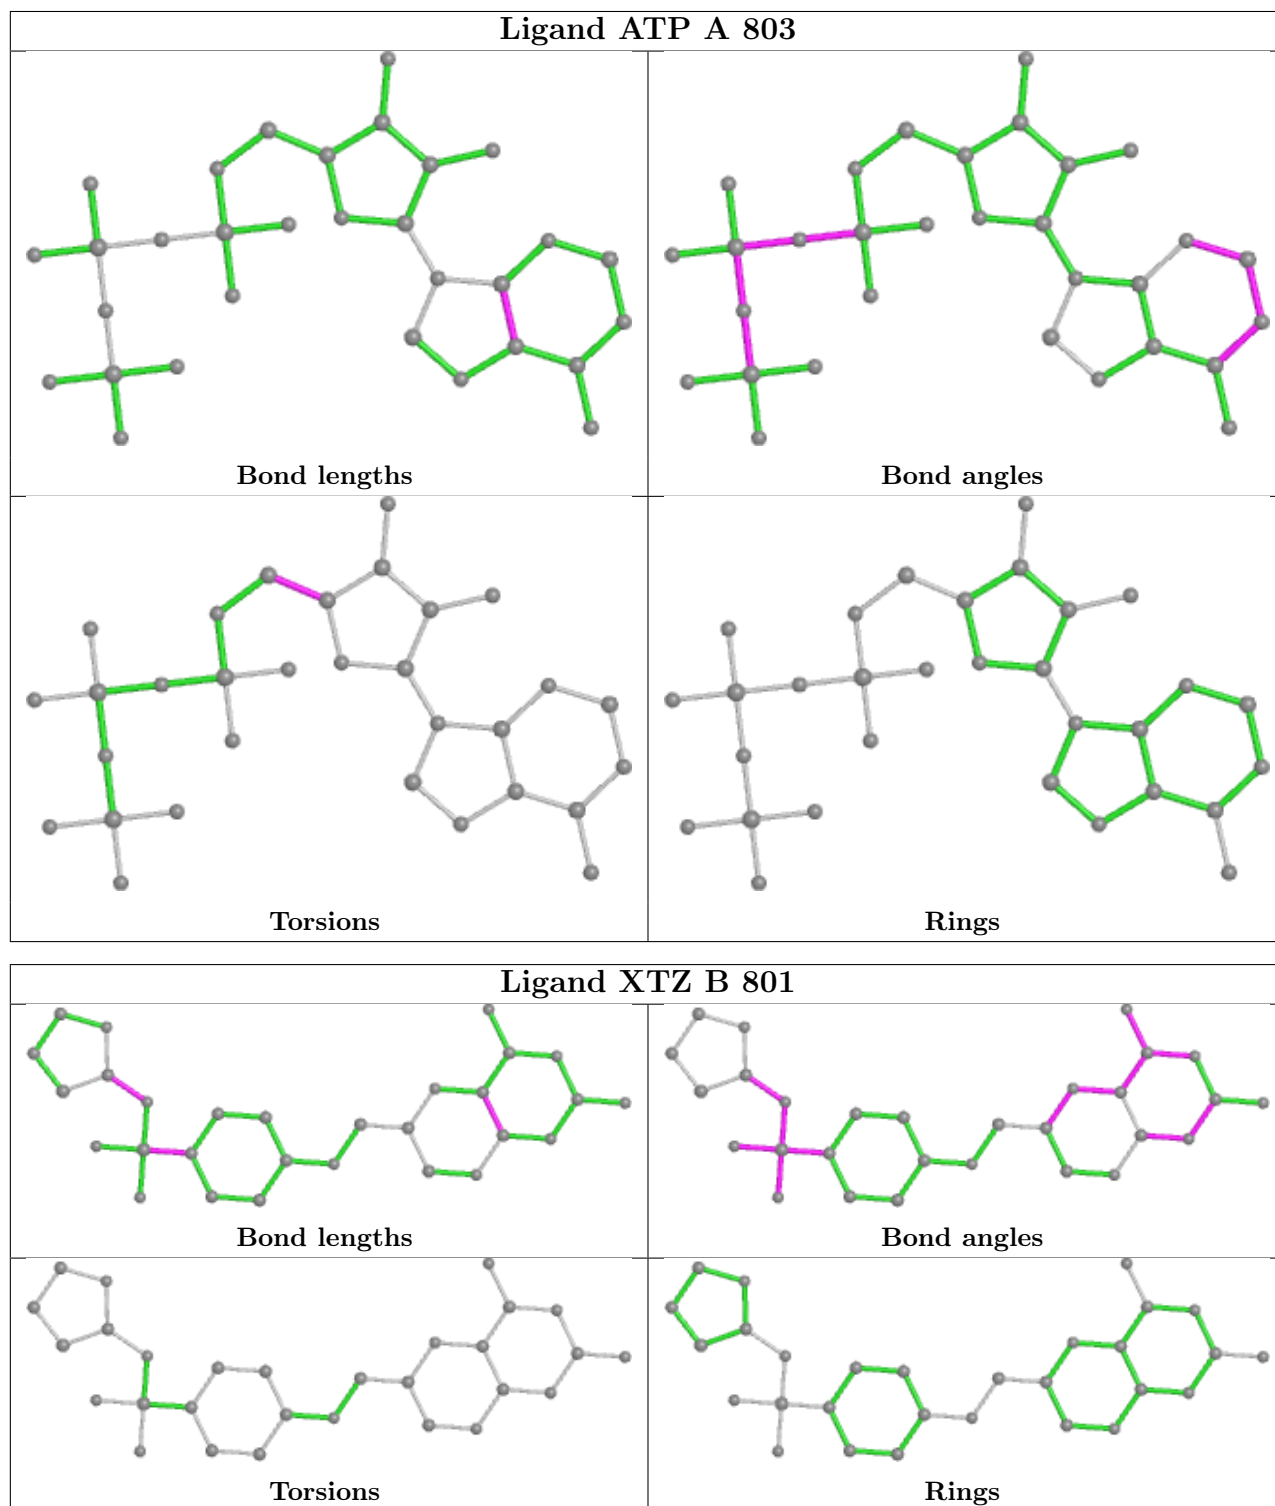 Ligand ATP A 803
Bond lengths
Bond angles
Torsions
Rings
Ligand XTZ B 801
Bond lengths
Bond angles
Torsions
Rings